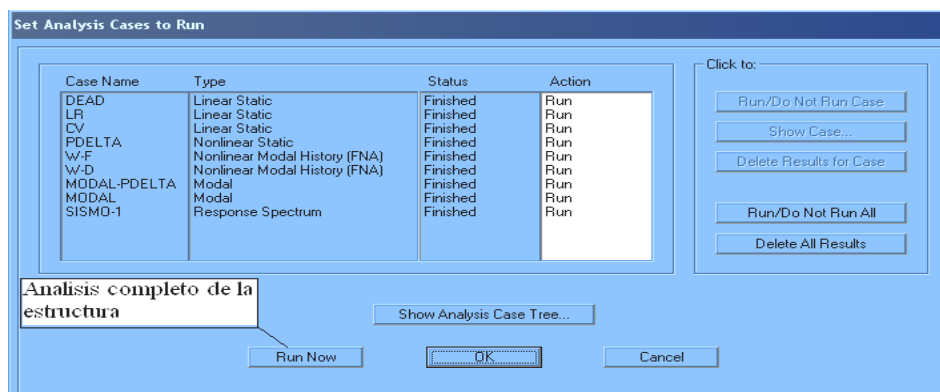 Set Analysis Cases to Run
Click to:
Case Name Type Status Action
DEAD Linear Static Finished Run
LR Linear Static Finished Run
CV Linear Static Finished Run
PDELTA Nonlinear Static Finished Run
W-F Nonlinear Modal History (FNA) Finished Run
W-D Nonlinear Modal History (FNA) Finished Run
MODAL-PDELTA Modal Finished Run
MODAL Modal Finished Run
SISMO-1 Response Spectrum Finished Run
Run/Do Not Run Case
Show Case...
Delete Results for Case
Run/Do Not Run All
Delete All Results
Analisis completo de la
estructura
Show Analysis Case Tree...
Run Now OK Cancel